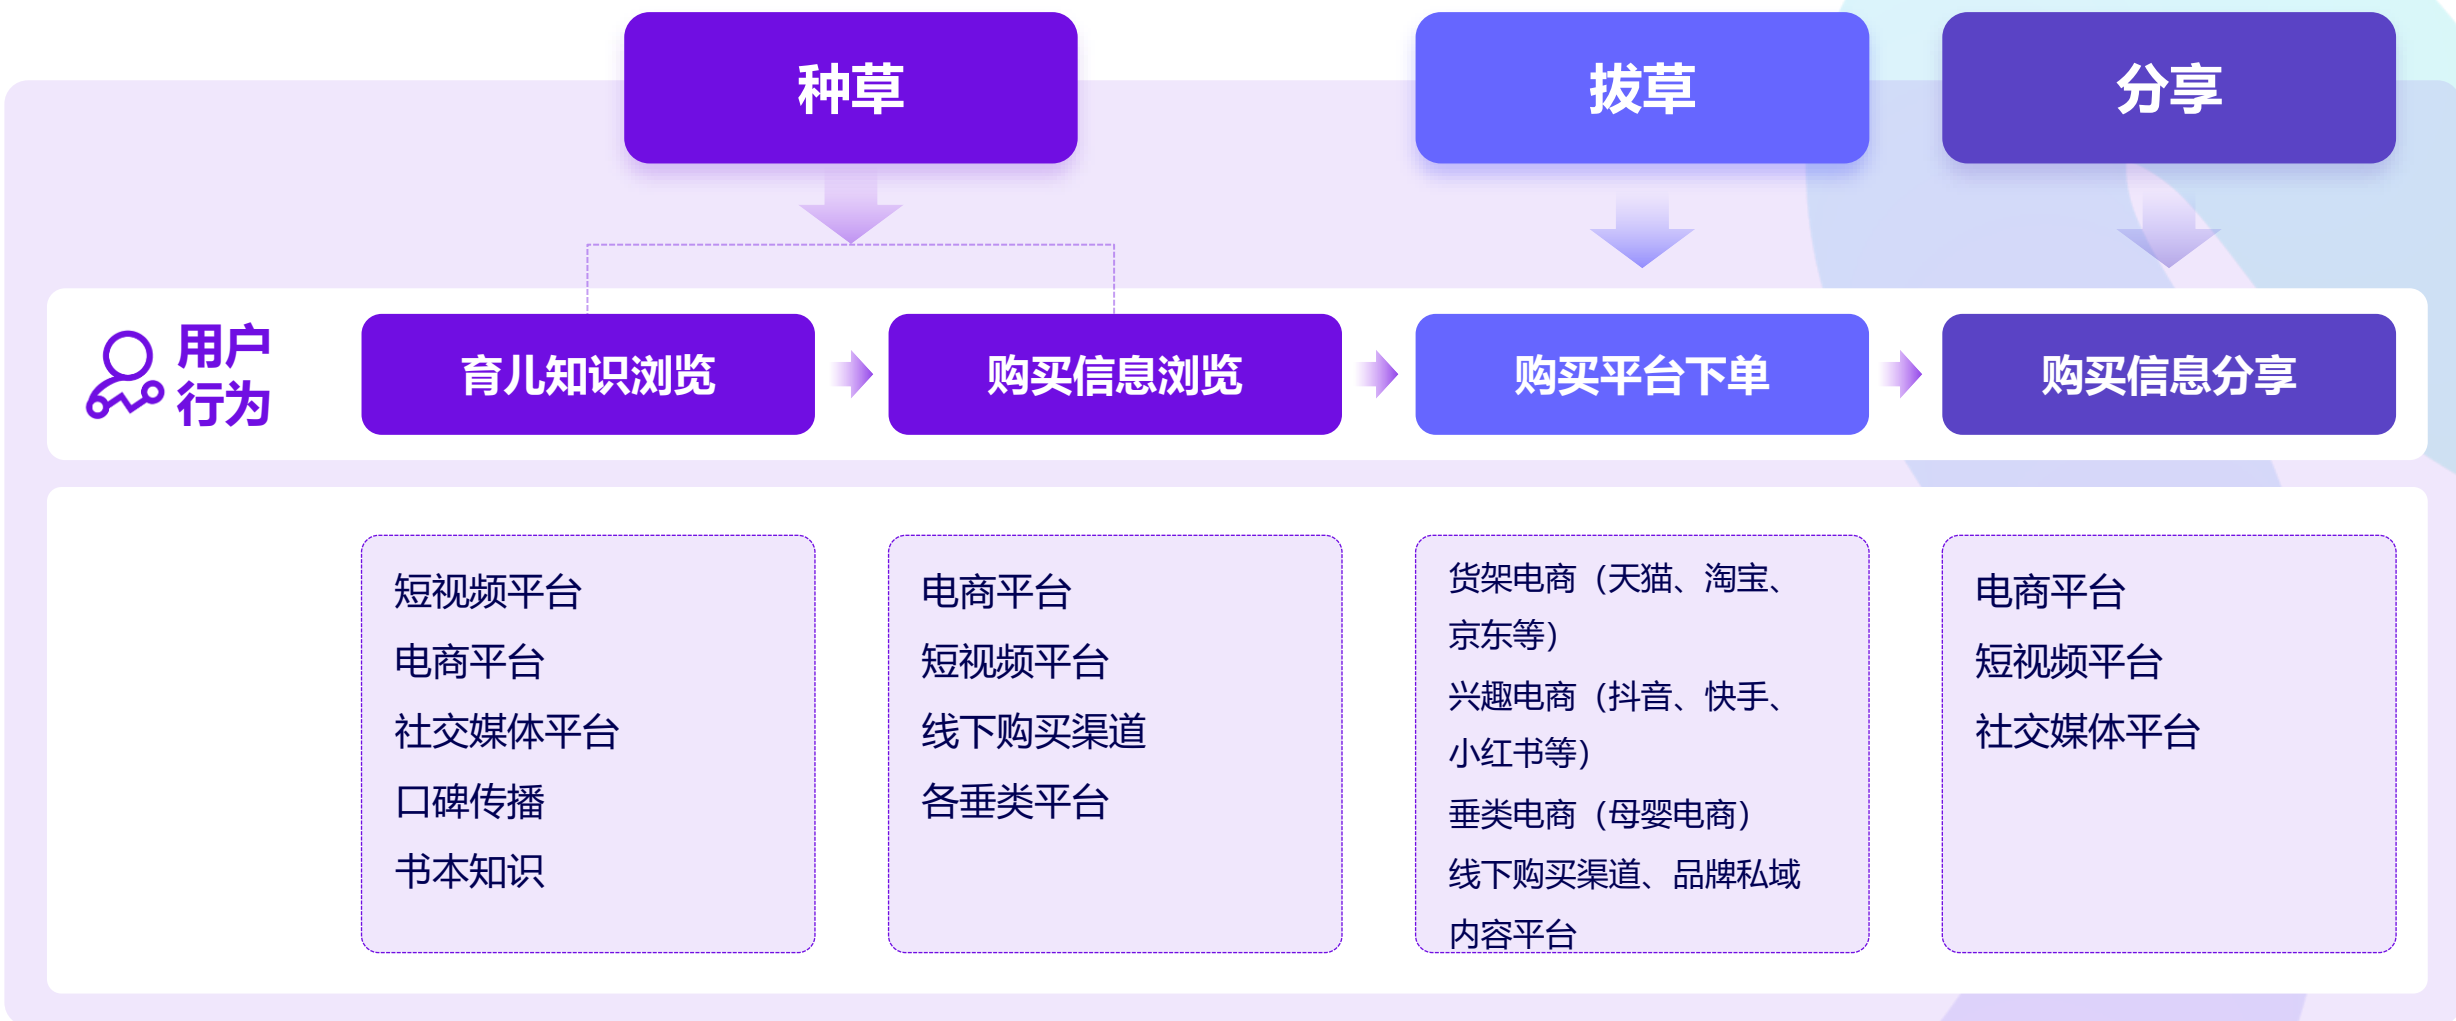 种草
拔草
分享
用户
行为
育儿知识浏览
购买信息浏览
购买平台下单
购买信息分享
短视频平台
电商平台
社交媒体平台
口碑传播
书本知识
电商平台
短视频平台
线下购买渠道
各垂类平台
货架电商（天猫、淘宝、
京东等）
兴趣电商（抖音、快手、
小红书等）
垂类电商（母婴电商）
线下购买渠道、品牌私域
内容平台
电商平台
短视频平台
社交媒体平台